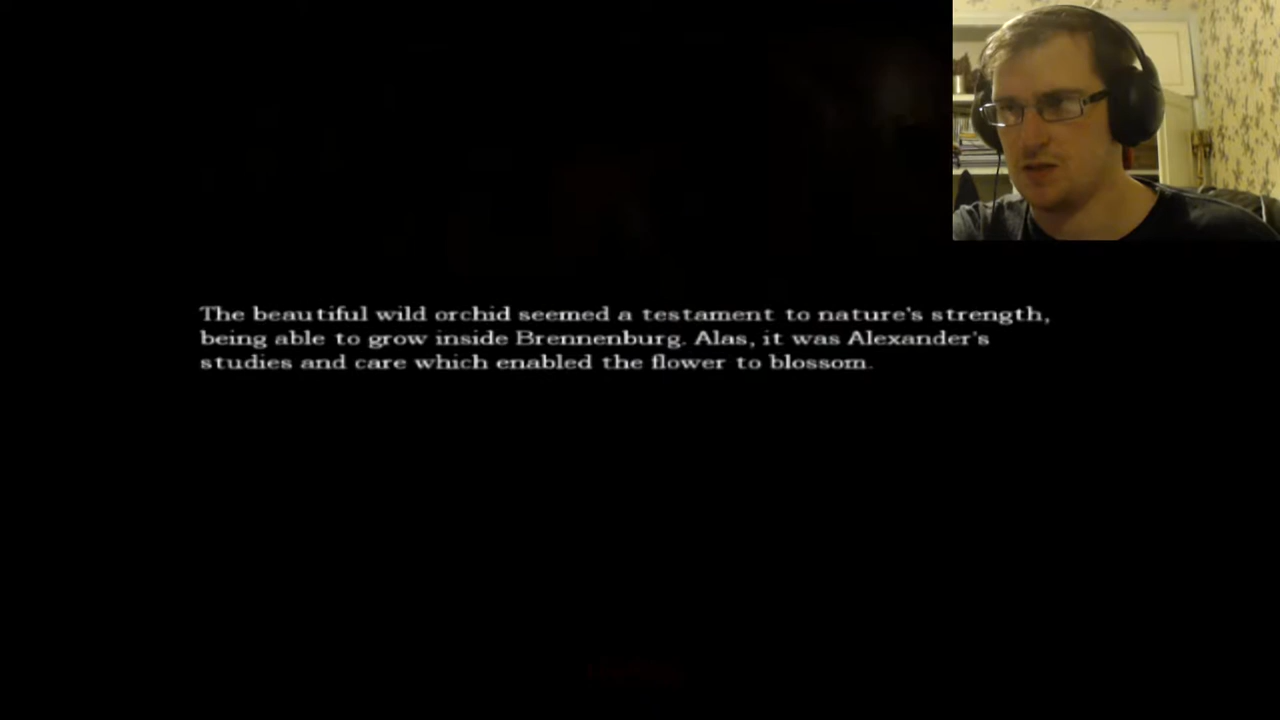 The beautiful wild orchid seemed a testament to nature's strength,
being able to grow inside Brennenburg. Alas, it was Alexander's
studies and care which enabled the flower to blossom.